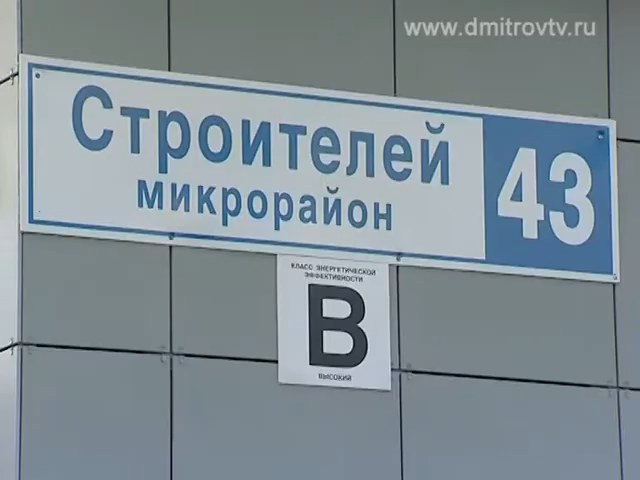 www.dmitrovtv.ru
Строителей
микрорайон
43
КЛАСС ЭНЕРГЕТИЧЕСКОЙ
ЭФФЕКТИВНОСТИ
В
ВЫСОКИЙ